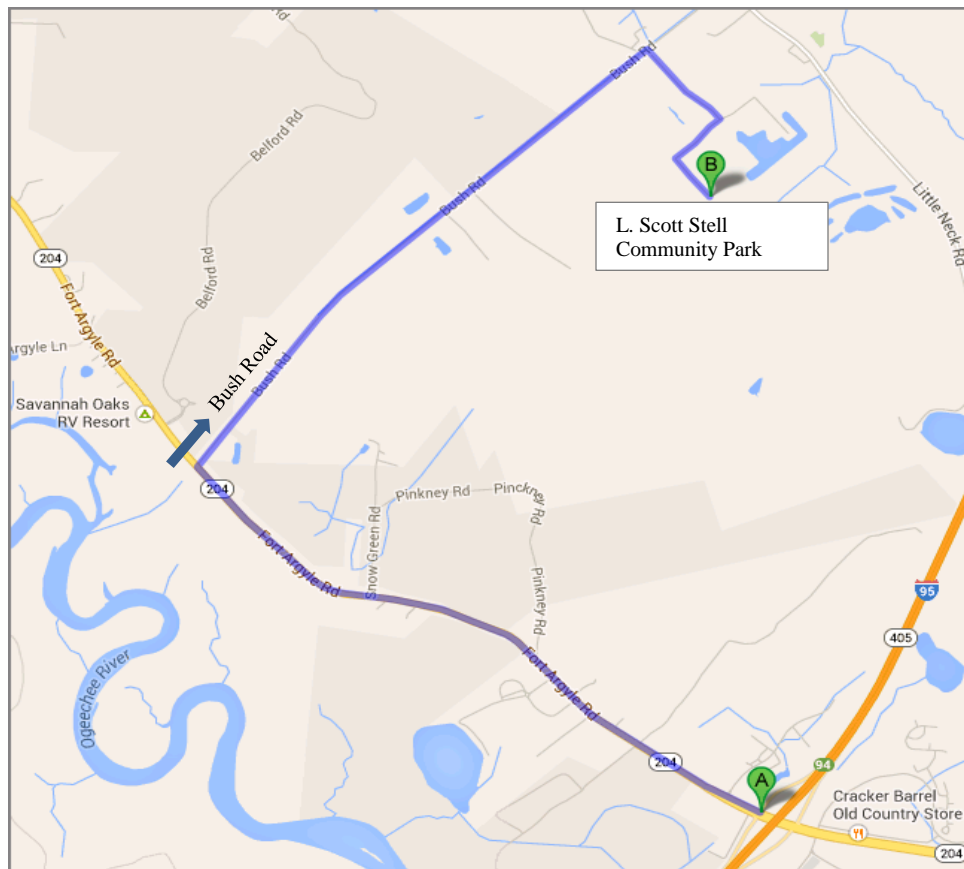 Bush Rd
Belford Rd
B
Bush Rd
Little Neck Rd
L. Scott Stell
Community Park
204
Belford Rd
Fort Argyle Rd
Bush Road
Argyle Ln
Bush Rd
Savannah Oaks
RV Resort
204
Pinkney Rd
Pinckney Rd
Snow Green Rd
Fort Argyle Rd
Pinkney Rd
95
405
Ogeechee River
Fort Argyle Rd
204
94
A
Cracker Barrel
Old Country Store
204